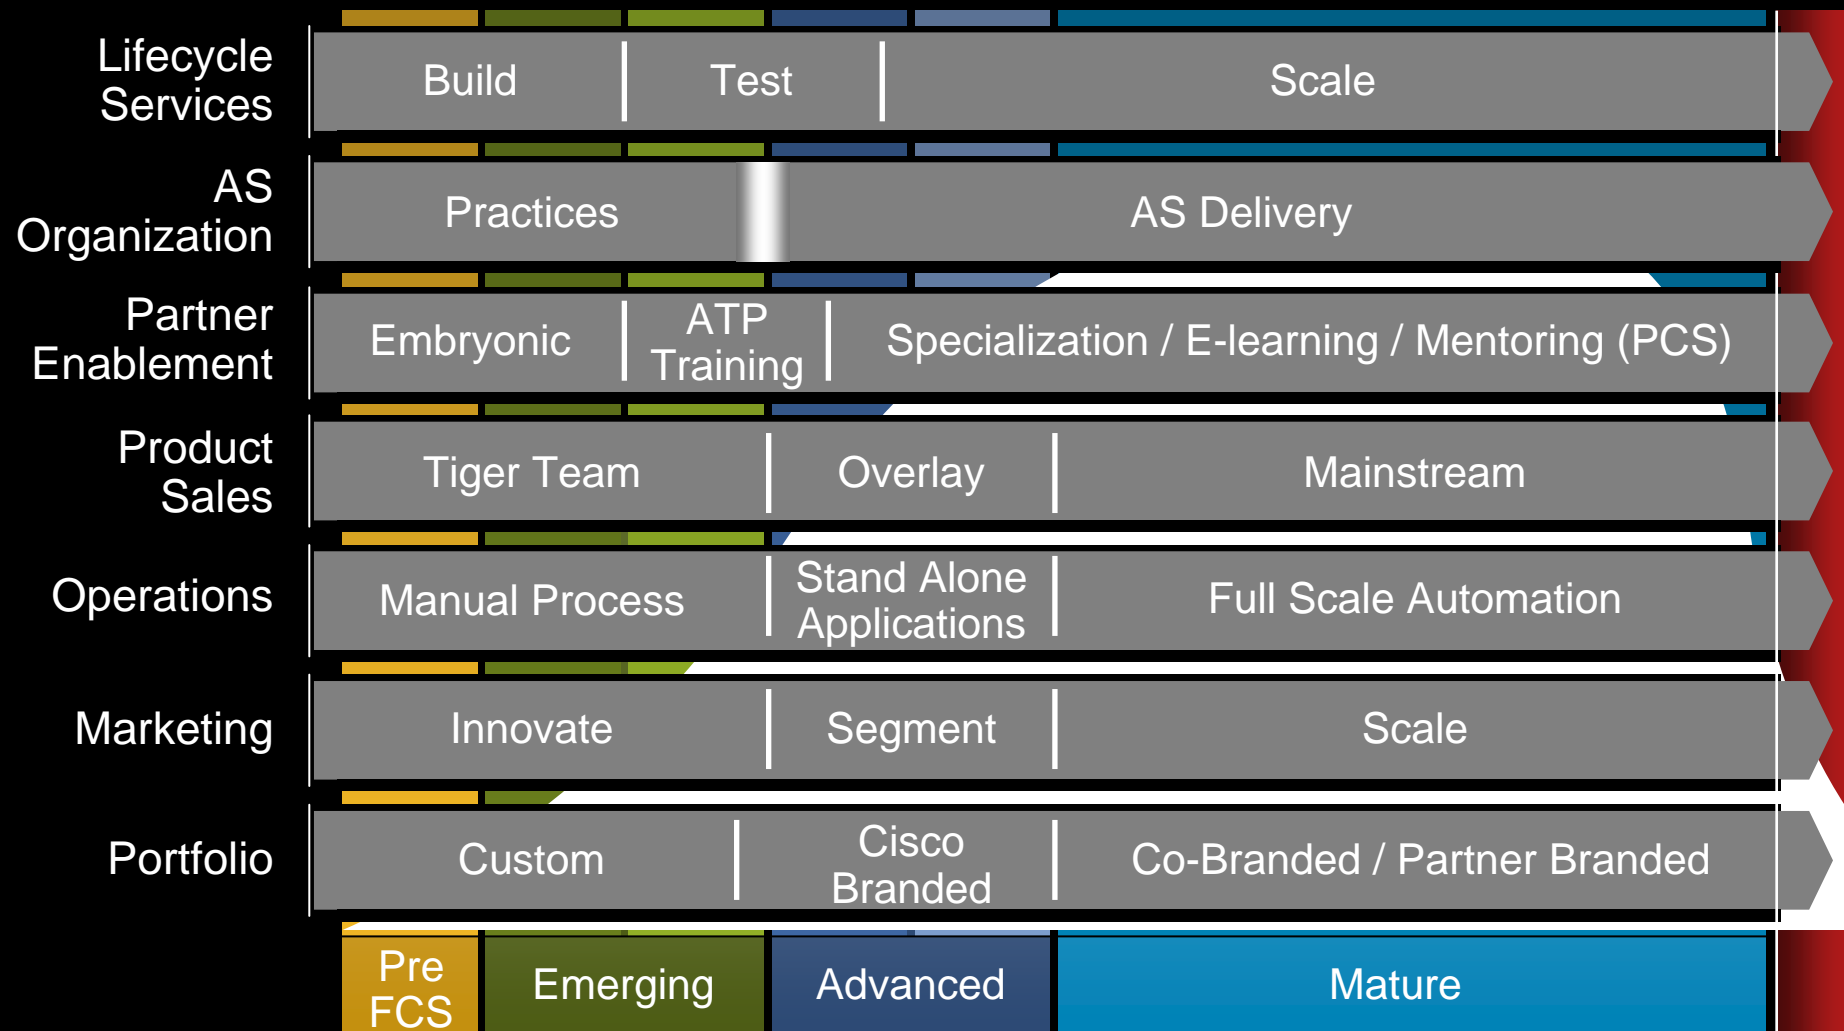 Lifecycle
Services
Build
Test
Scale
AS
Organization
Practices
AS Delivery
Partner
Enablement
Embryonic
ATP
Training
Specialization / E-learning / Mentoring (PCS)
Product
Sales
Tiger Team
Overlay
Mainstream
Operations
Manual Process
Stand Alone
Applications
Full Scale Automation
Marketing
Innovate
Segment
Scale
Portfolio
Custom
Cisco
Branded
Co-Branded / Partner Branded
Pre
FCS
Emerging
Advanced
Mature